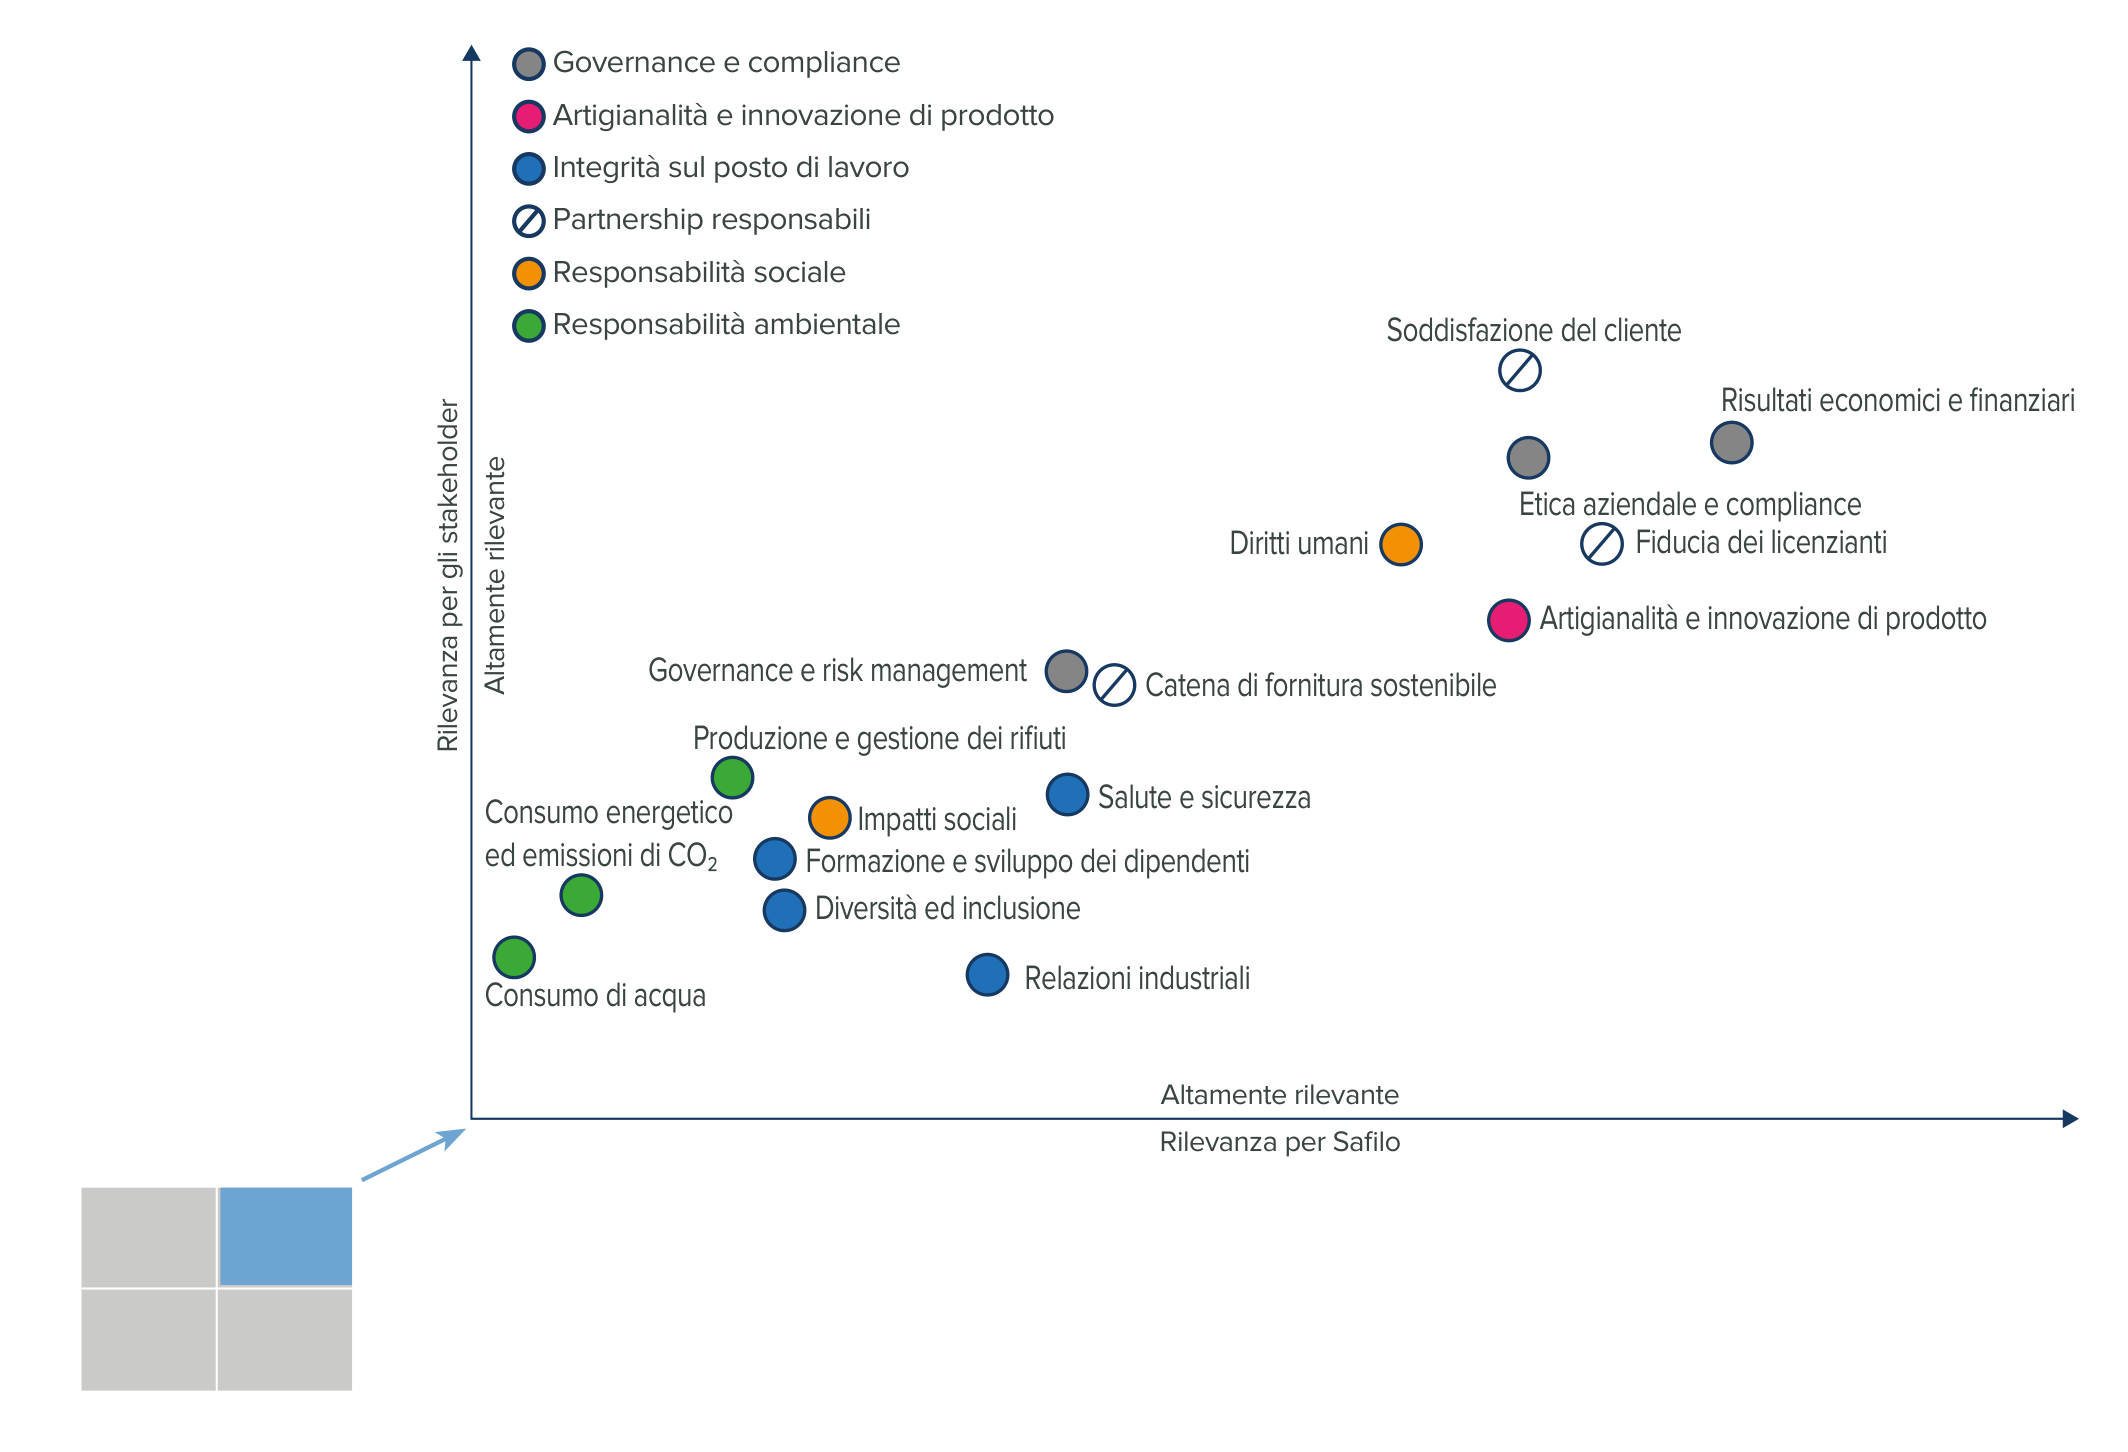 Governance e compliance
Artigianalità e innovazione di prodotto
Integrità sul posto di lavoro
Partnership responsabili
Responsabilità sociale
Responsabilità ambientale
Rilevanza per gli stakeholder
Altamente rilevante
Soddisfazione del cliente
Risultati economici e finanziari
Etica aziendale e compliance
Diritti umani
Fiducia dei licenzianti
Artigianalità e innovazione di prodotto
Governance e risk management
Catena di fornitura sostenibile
Produzione e gestione dei rifiuti
Salute e sicurezza
Consumo energetico
ed emissioni di CO₂
Impatti sociali
Formazione e sviluppo dei dipendenti
Diversità ed inclusione
Relazioni industriali
Consumo di acqua
Altamente rilevante
Rilevanza per Safilo